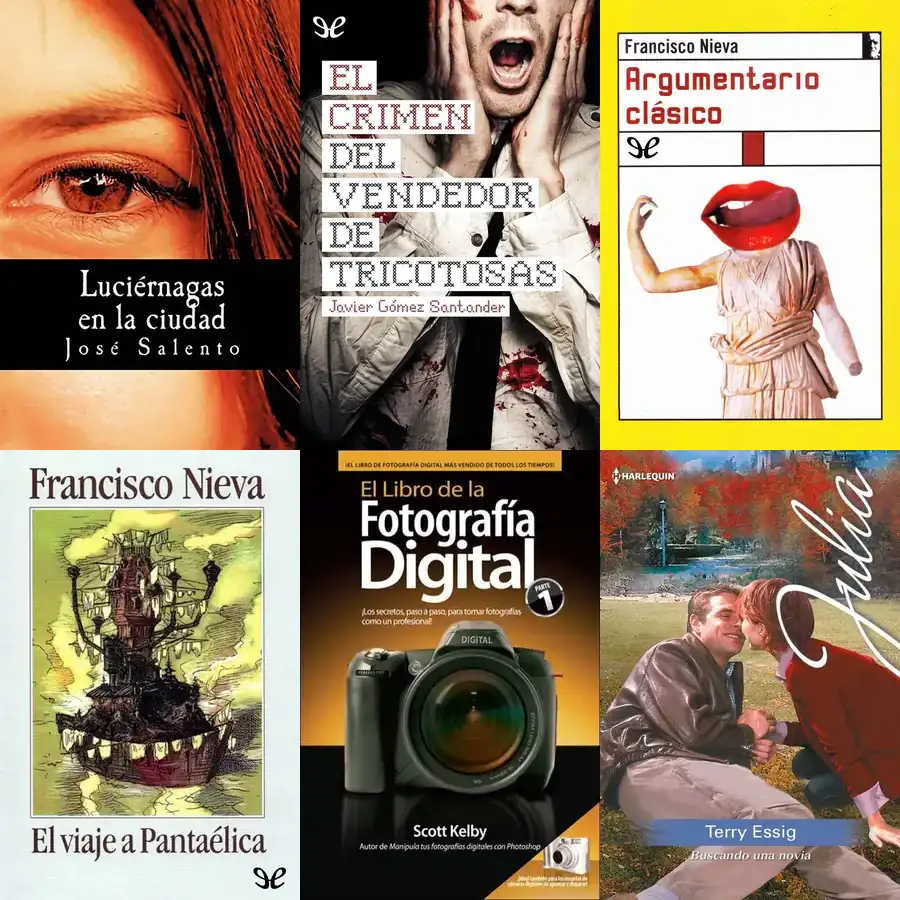 Luciérnagas
en la ciudad
José Salento
EL
CRIMEN
DEL
VENDEDOR
DE
TRICOTOSAS
Javier Gómez Santander
Francisco Nieva
Argumentario
clásico
Francisco Nieva
El viaje a Pantaélica
¡EL LIBRO DE FOTOGRAFÍA DIGITAL MÁS VENDIDO DE TODOS LOS TIEMPOS!
El Libro de la
Fotografía
Digital
PARTE
1
¡Los secretos, paso a paso, para tomar fotografías
como un profesional!
DIGITAL
Scott Kelby
Autor de Manipula tus fotografías digitales con Photoshop
HARLEQUIN
Julia
Terry Essig
Buscando una novia